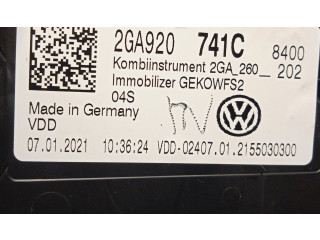 2GA920 741C 8400
Kombiinstrument 2GA_260__ 202
Immobilizer GEKOWFS2
04S
Made in Germany
VDD
07.01.2021 10:36:24 VDD-02407.01.2155030300